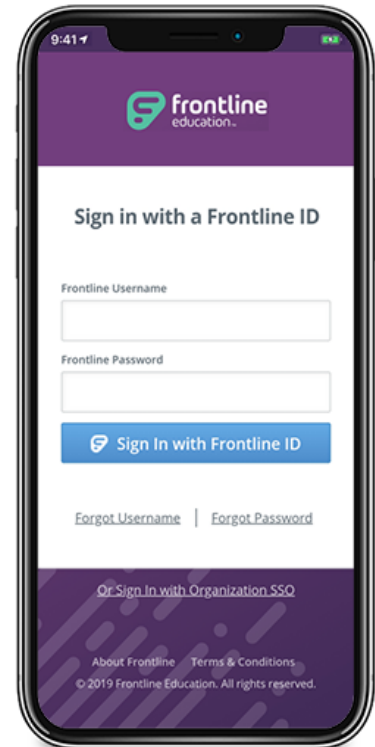 9:41
frontline
education™
Sign in with a Frontline ID
Frontline Username
Frontline Password
Sign In with Frontline ID
Forgot Username | Forgot Password
Or Sign In with Organization SSO
About Frontline Terms & Conditions
© 2019 Frontline Education. All rights reserved.